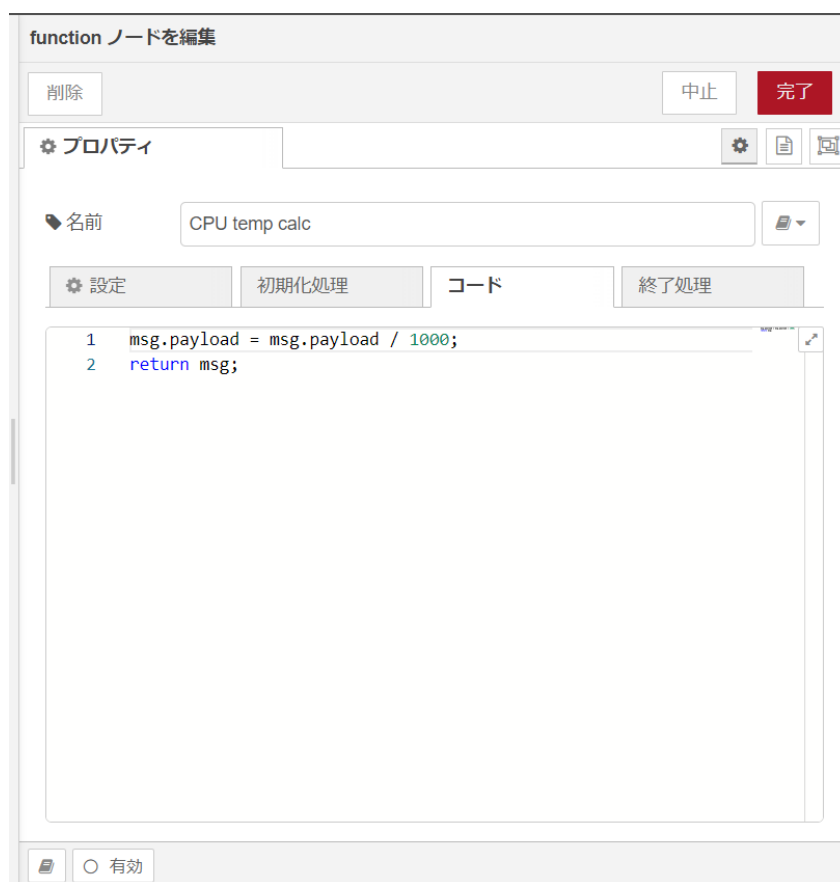 function ノードを編集
削除 中止 完了
プロパティ
名前 CPU temp calc
設定 初期化処理 コード 終了処理
1 msg.payload = msg.payload / 1000;
2 return msg;
有効